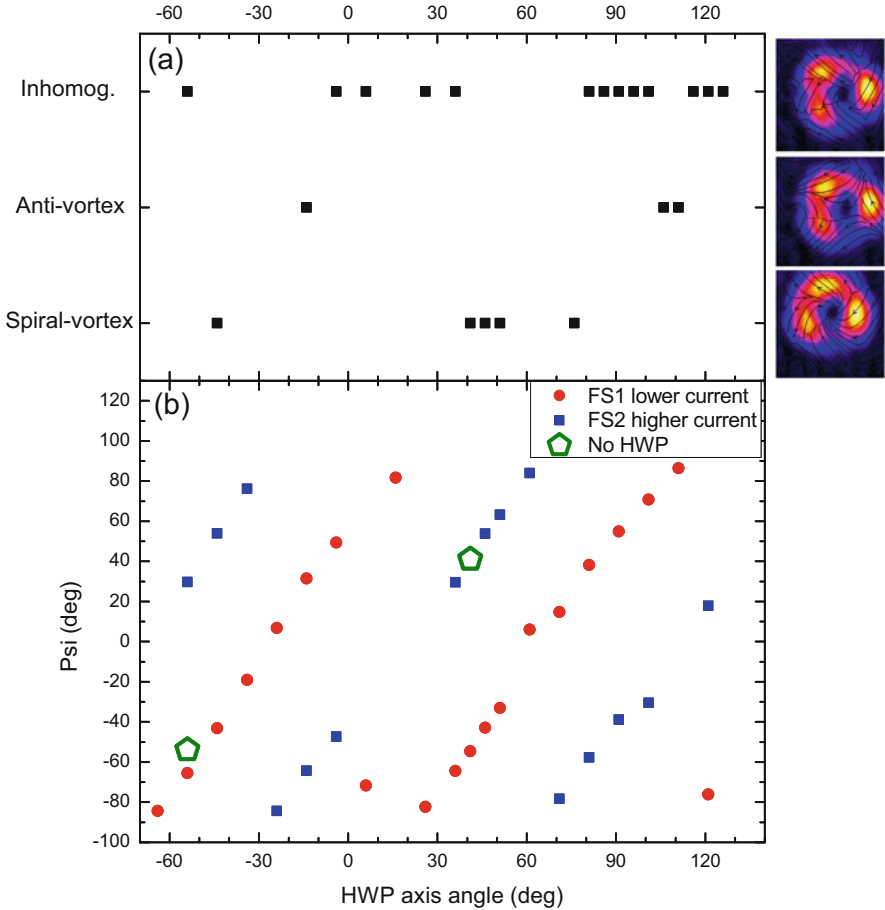 -60 -30 0 30 60 90 120
(a)
Inhomog.
Anti-vortex
Spiral-vortex
(b)
FS1 lower current
FS2 higher current
No HWP
120
100
80
60
40
20
0
-20
-40
-60
-80
-100
Psi (deg)
-60 -30 0 30 60 90 120
HWP axis angle (deg)